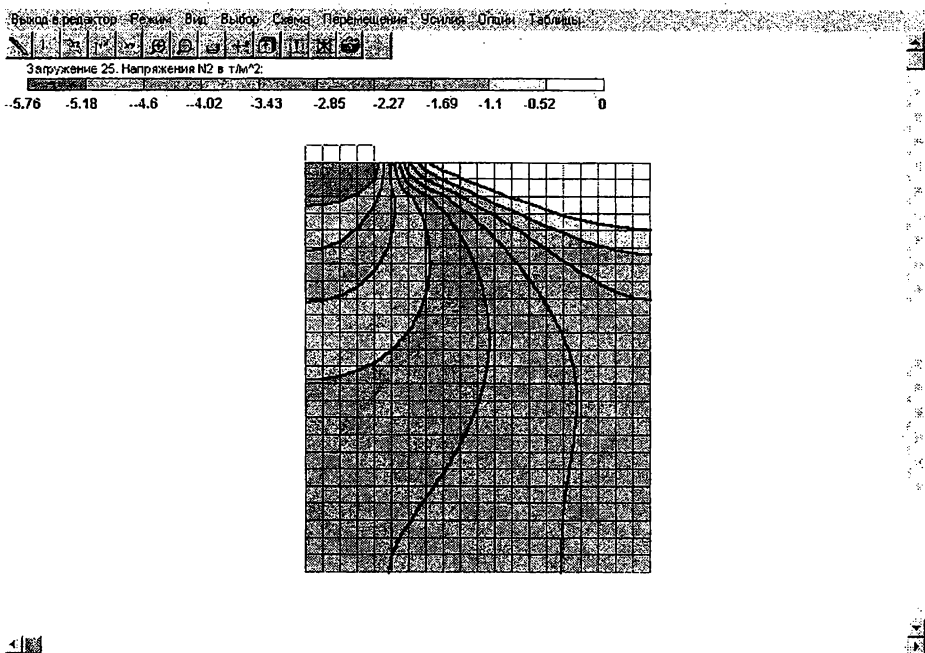 Выход в редактор Режим Вид Выбор Схема Перемещения Усилия Опции Таблицы
Загружение 25. Напряжения N2 в т/м^2:
-5.76 -5.18 -4.6 -4.02 -3.43 -2.85 -2.27 -1.69 -1.1 -0.52 0